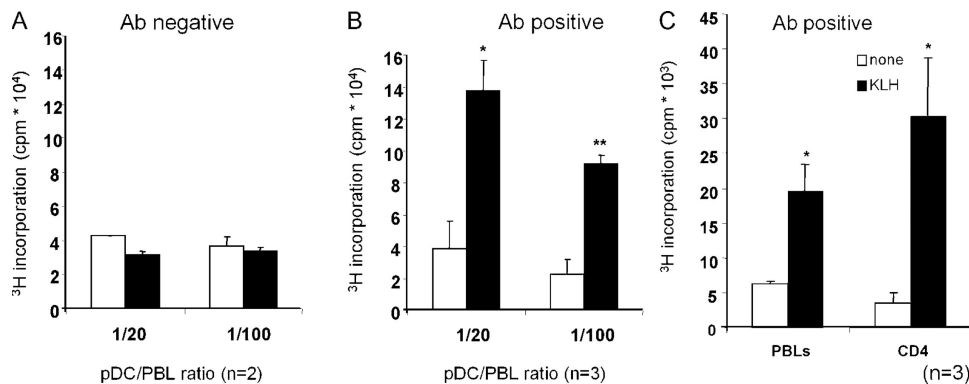 A
Ab negative
16
14
12
10
8
6
4
2
0
³H incorporation (cpm * 10⁴)
1/20
1/100
pDC/PBL ratio (n=2)
B
Ab positive
16
14
12
10
8
6
4
2
0
³H incorporation (cpm * 10⁴)
*
**
1/20
1/100
pDC/PBL ratio (n=3)
C
Ab positive
45
40
35
30
25
20
15
10
5
0
³H incorporation (cpm * 10³)
none
KLH
*
*
PBLs
CD4
(n=3)